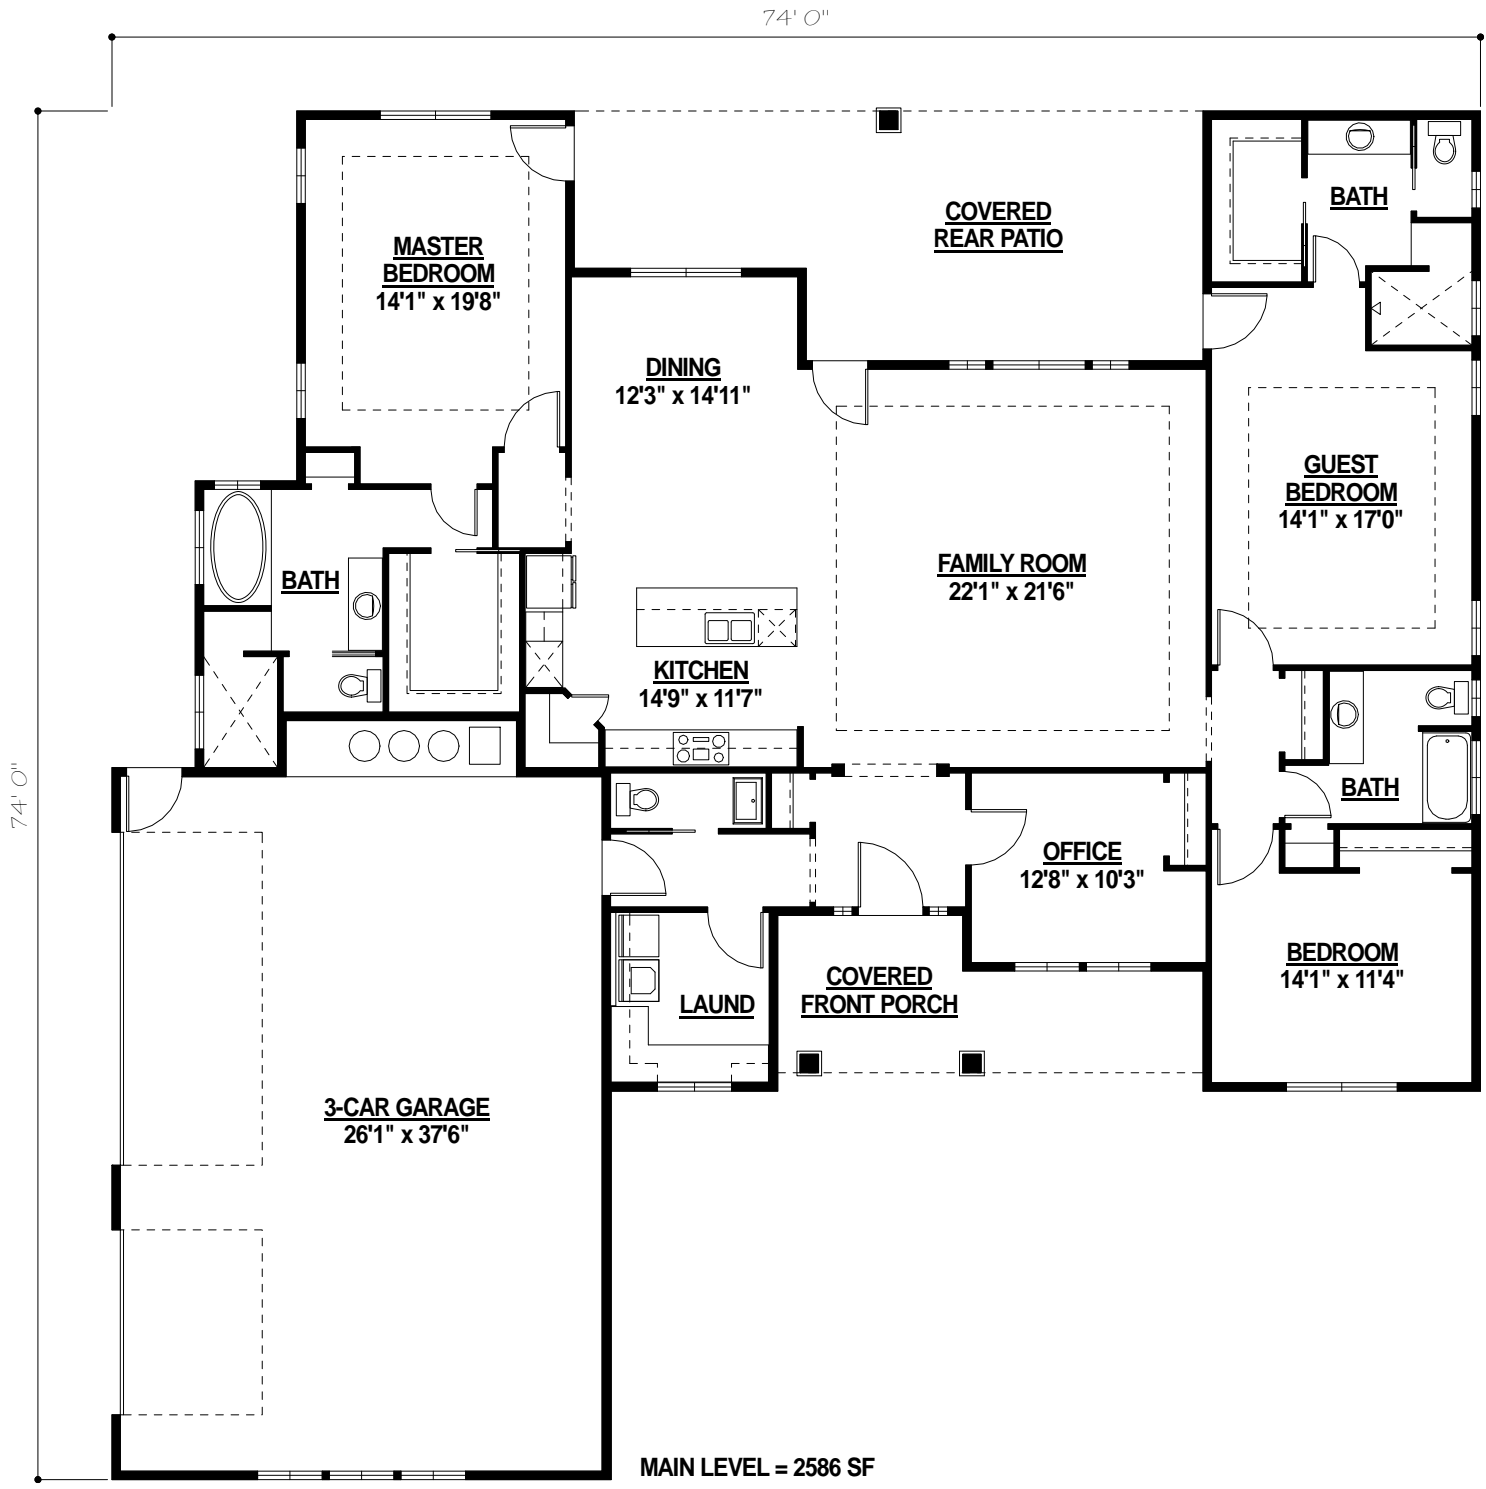 74' 0"
COVERED
REAR PATIO
BATH
MASTER
BEDROOM
14'1" x 19'8"
DINING
12'3" x 14'11"
GUEST
BEDROOM
14'1" x 17'0"
FAMILY ROOM
22'1" x 21'6"
BATH
KITCHEN
14'9" x 11'7"
74' 0"
BATH
OFFICE
12'8" x 10'3"
BEDROOM
14'1" x 11'4"
COVERED
FRONT PORCH
LAUND
3-CAR GARAGE
26'1" x 37'6"
MAIN LEVEL = 2586 SF